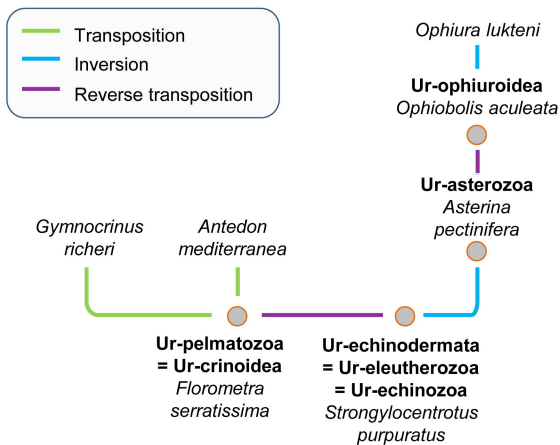 Transposition
Inversion
Reverse transposition
Ophiura lukteni
Ur-ophiuroidea
Ophiobolis aculeata
Ur-asterozoa
Asterina
pectinifera
Gymnocrinus
richeri
Antedon
mediterranea
Ur-pelmatozoa
= Ur-crinoidea
Florometra
serratissima
Ur-echinodermata
= Ur-eleutherozoa
= Ur-echinozoa
Strongylocentrotus
purpuratus